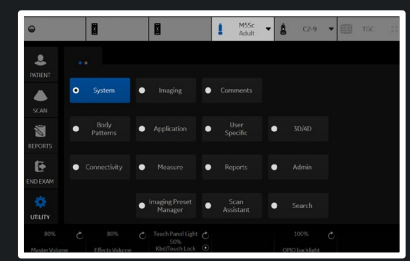 M5Sc
Adult
C2-9
TGC
PATIENT
System
Imaging
Comments
SCAN
Body
Patterns
Application
User
Specific
3D/4D
REPORTS
Connectivity
Measure
Reports
Admin
END EXAM
Imaging Preset
Manager
Scan
Assistant
Search
UTILITY
80%
Master Volume
80%
Effects Volume
Touch Panel Light
50%
Kbd/Touch Lock
100%
OPIO backlight